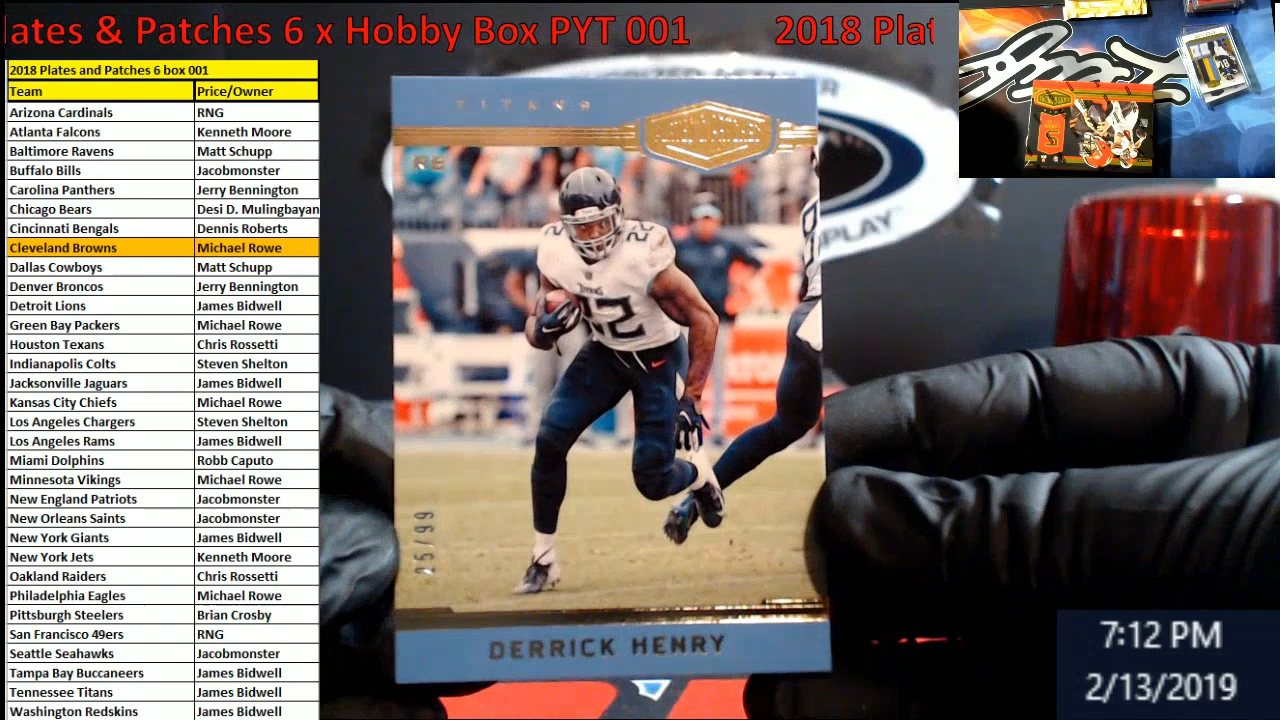 lates & Patches 6 x Hobby Box PYT 001 2018 Plat
2018 Plates and Patches 6 box 001
Team Price/Owner
Arizona Cardinals RNG
Atlanta Falcons Kenneth Moore
Baltimore Ravens Matt Schupp
Buffalo Bills Jacobmonster
Carolina Panthers Jerry Bennington
Chicago Bears Desi D. Mulingbayan
Cincinnati Bengals Dennis Roberts
Cleveland Browns Michael Rowe
Dallas Cowboys Matt Schupp
Denver Broncos Jerry Bennington
Detroit Lions James Bidwell
Green Bay Packers Michael Rowe
Houston Texans Chris Rossetti
Indianapolis Colts Steven Shelton
Jacksonville Jaguars James Bidwell
Kansas City Chiefs Michael Rowe
Los Angeles Chargers Steven Shelton
Los Angeles Rams James Bidwell
Miami Dolphins Robb Caputo
Minnesota Vikings Michael Rowe
New England Patriots Jacobmonster
New Orleans Saints Jacobmonster
New York Giants James Bidwell
New York Jets Kenneth Moore
Oakland Raiders Chris Rossetti
Philadelphia Eagles Michael Rowe
Pittsburgh Steelers Brian Crosby
San Francisco 49ers RNG
Seattle Seahawks Jacobmonster
Tampa Bay Buccaneers James Bidwell
Tennessee Titans James Bidwell
Washington Redskins James Bidwell
TITANS
RB
22
22
TITANS
25/99
DERRICK HENRY
PLAY
7:12 PM
2/13/2019